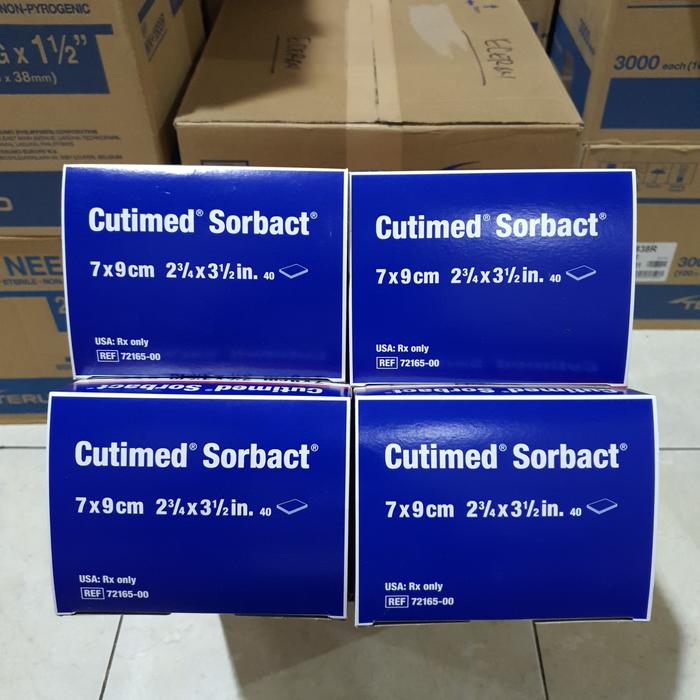 NON-PYROGENIC
G x 1½"
x 38mm)
3000 each
NEE
STERILE
Cutimed® Sorbact®
7x9cm 2¾x3½in. 40
USA: Rx only
REF 72165-00
Cutimed® Sorbact®
7x9cm 2¾x3½in. 40
USA: Rx only
REF 72165-00
Cutimed Sorbact
Cutimed® Sorbact®
7x9cm 2¾x3½in. 40
USA: Rx only
REF 72165-00
Cutimed® Sorbact®
7x9cm 2¾x3½in. 40
USA: Rx only
REF 72165-00